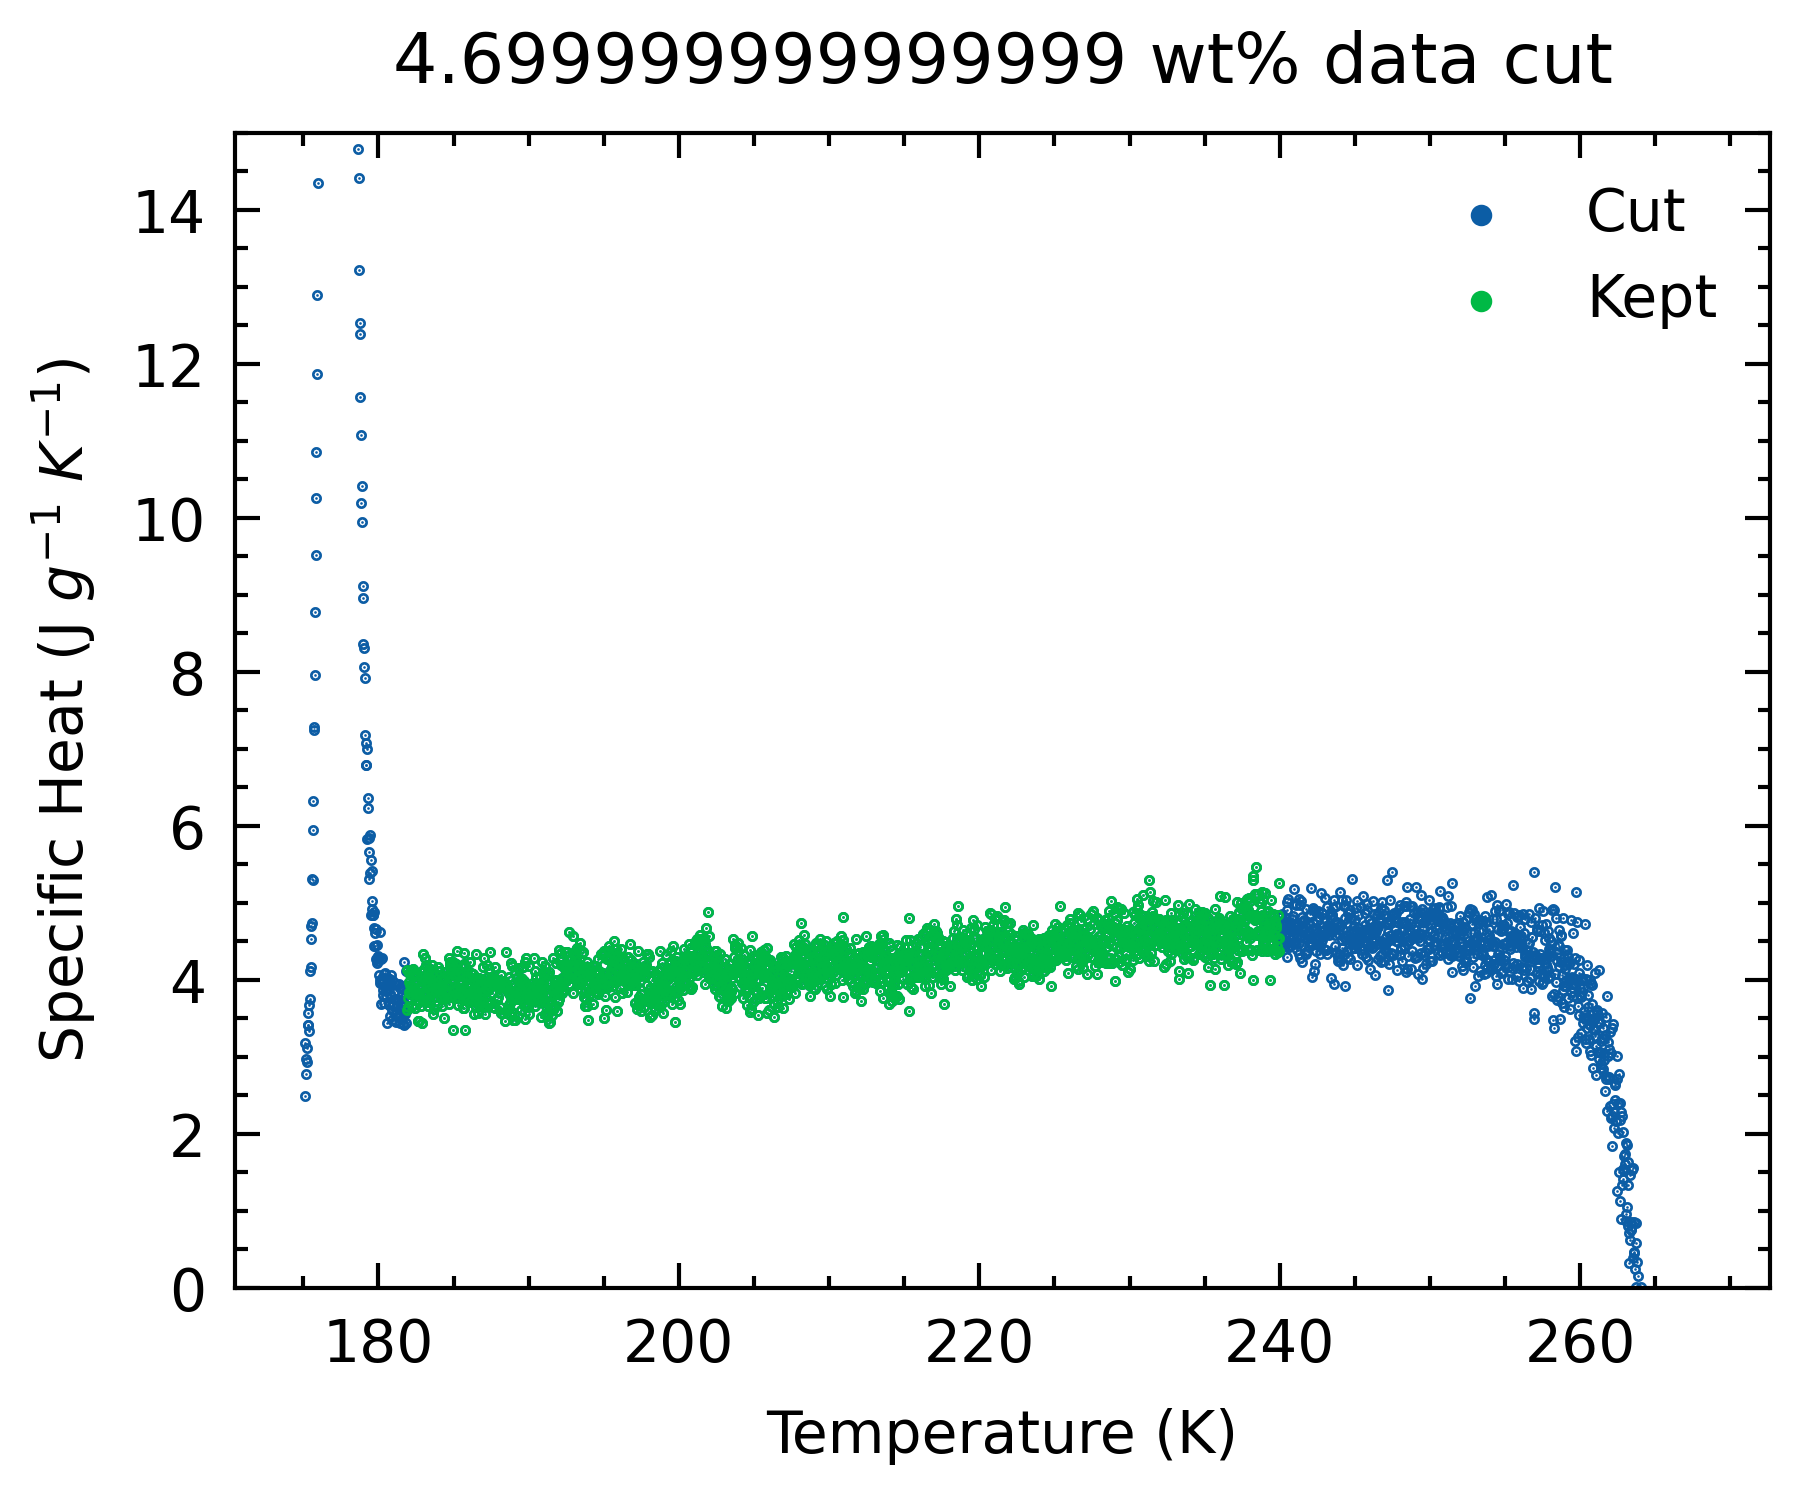 4.699999999999999 wt% data cut
Cut
Kept
14
12
10
8
6
4
2
0
Specific Heat (J g⁻¹ K⁻¹)
180 200 220 240 260
Temperature (K)